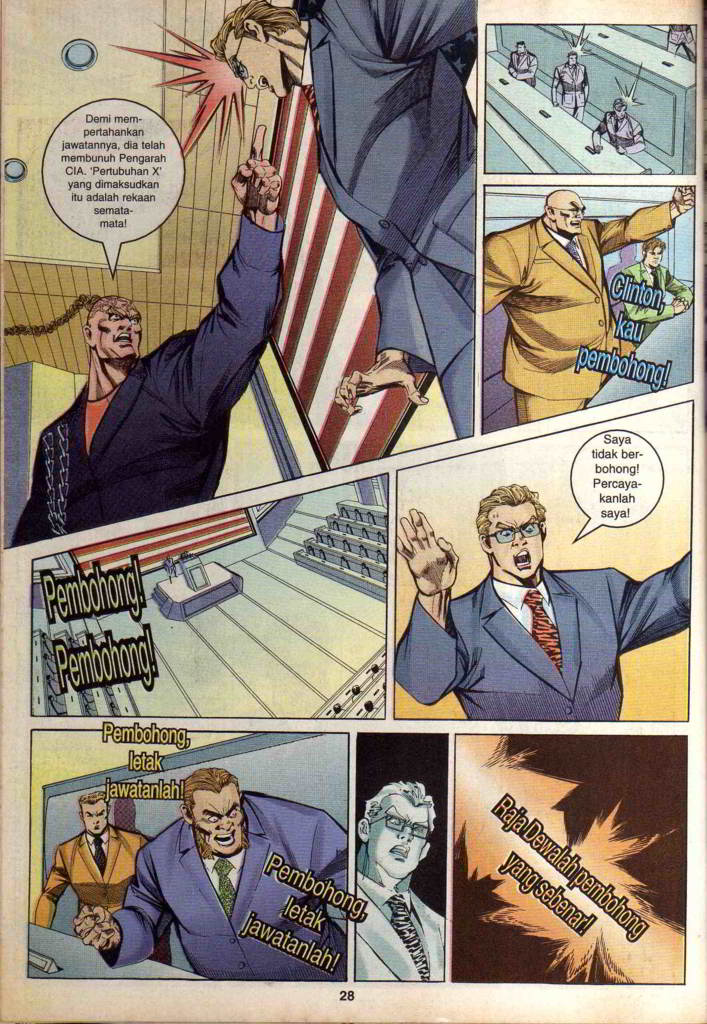 Demi mem-
pertahankan
jawatannya, dia telah
membunuh Pengarah
CIA. 'Pertubuhan X'
yang dimaksudkan
itu adalah rekaan
semata-
mata!
Clinton,
kau
pembohong!
Pembohong!
Pembohong!
Saya
tidak ber-
bohong!
Percaya-
kanlah
saya!
Pembohong,
letak
jawatanlah!
Pembohong,
letak
jawatanlah!
Raja Dewalah pembohong
yang sebenar!
28